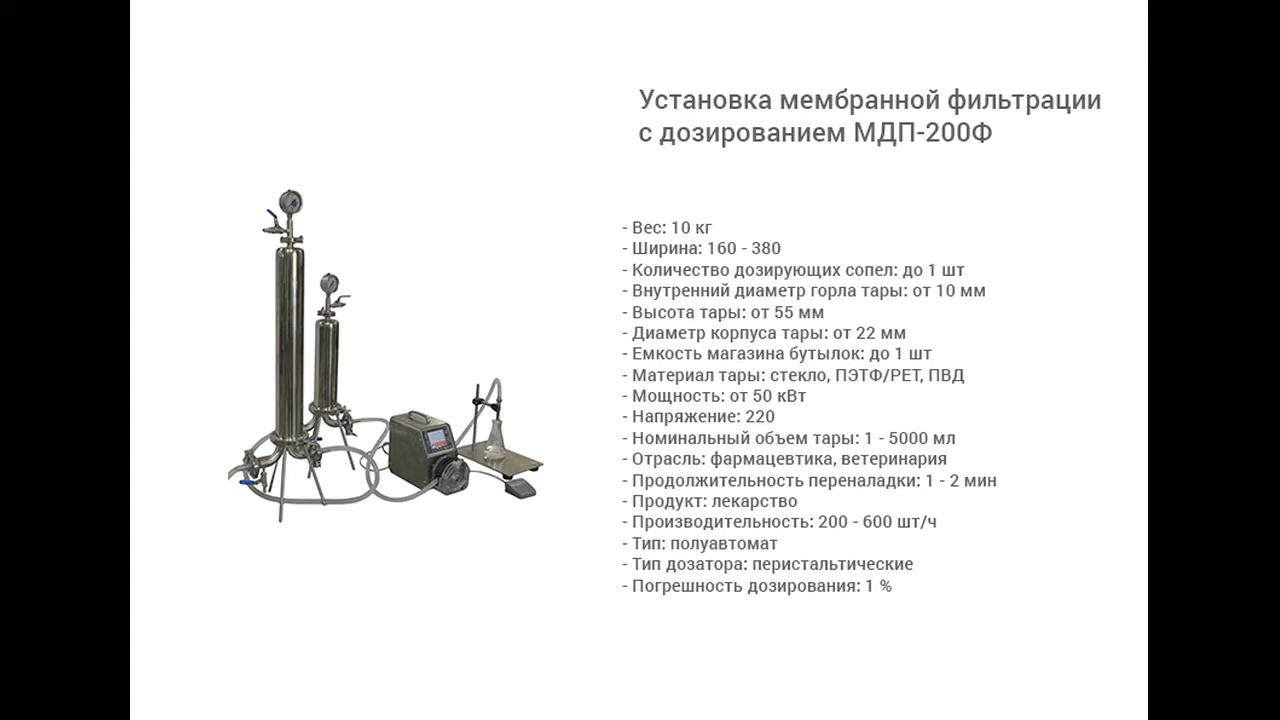 Установка мембранной фильтрации
с дозированием МДП-200Ф
- Вес: 10 кг
- Ширина: 160 - 380
- Количество дозирующих сопел: до 1 шт
- Внутренний диаметр горла тары: от 10 мм
- Высота тары: от 55 мм
- Диаметр корпуса тары: от 22 мм
- Емкость магазина бутылок: до 1 шт
- Материал тары: стекло, ПЭТФ/PET, ПВД
- Мощность: от 50 кВт
- Напряжение: 220
- Номинальный объем тары: 1 - 5000 мл
- Отрасль: фармацевтика, ветеринария
- Продолжительность переналадки: 1 - 2 мин
- Продукт: лекарство
- Производительность: 200 - 600 шт/ч
- Тип: полуавтомат
- Тип дозатора: перистальтические
- Погрешность дозирования: 1 %